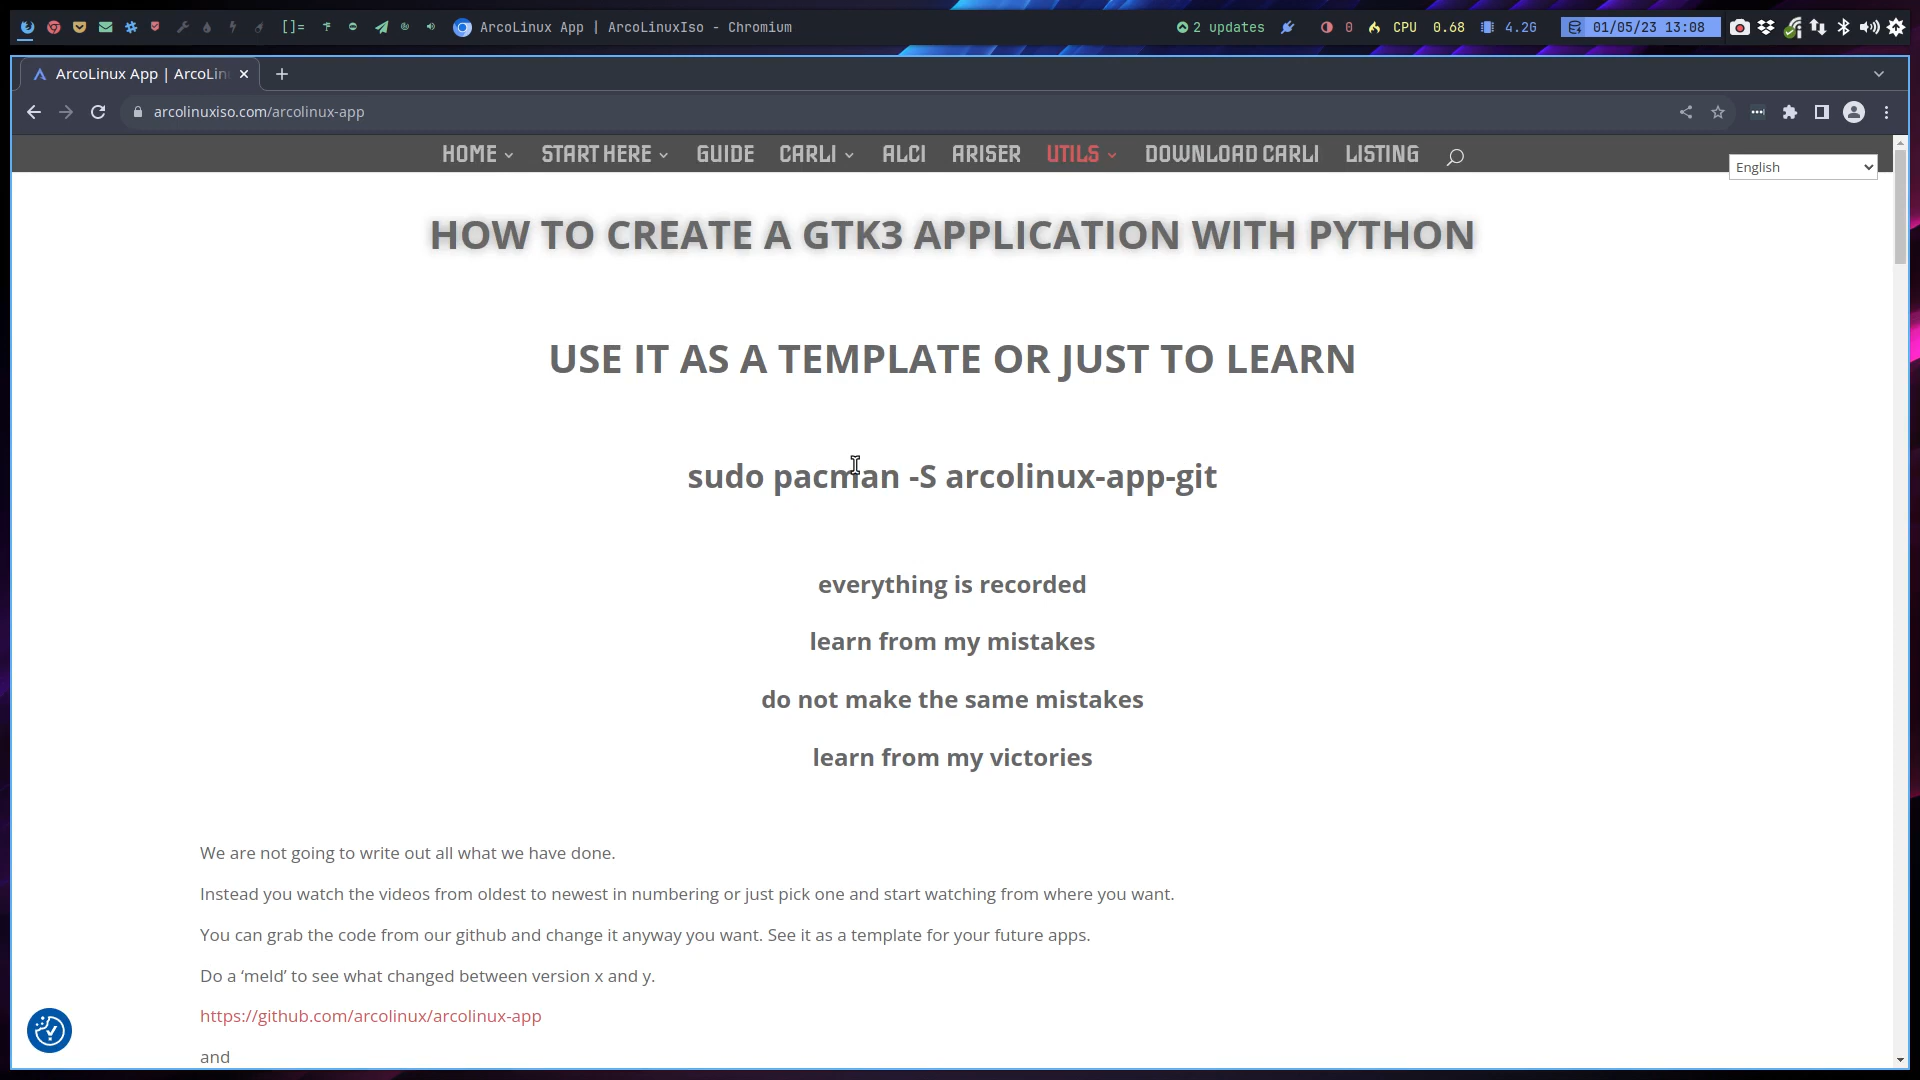 []= ArcoLinux App | ArcoLinuxIso - Chromium 2 updates 0 CPU 0.68 4.2G 01/05/23 13:08
ArcoLinux App | ArcoLin
arcolinuxiso.com/arcolinux-app
HOME START HERE GUIDE CARLI ALCI ARISER UTILS DOWNLOAD CARLI LISTING
English
HOW TO CREATE A GTK3 APPLICATION WITH PYTHON
USE IT AS A TEMPLATE OR JUST TO LEARN
sudo pacman -S arcolinux-app-git
everything is recorded
learn from my mistakes
do not make the same mistakes
learn from my victories
We are not going to write out all what we have done.
Instead you watch the videos from oldest to newest in numbering or just pick one and start watching from where you want.
You can grab the code from our github and change it anyway you want. See it as a template for your future apps.
Do a ‘meld’ to see what changed between version x and y.
https://github.com/arcolinux/arcolinux-app
and